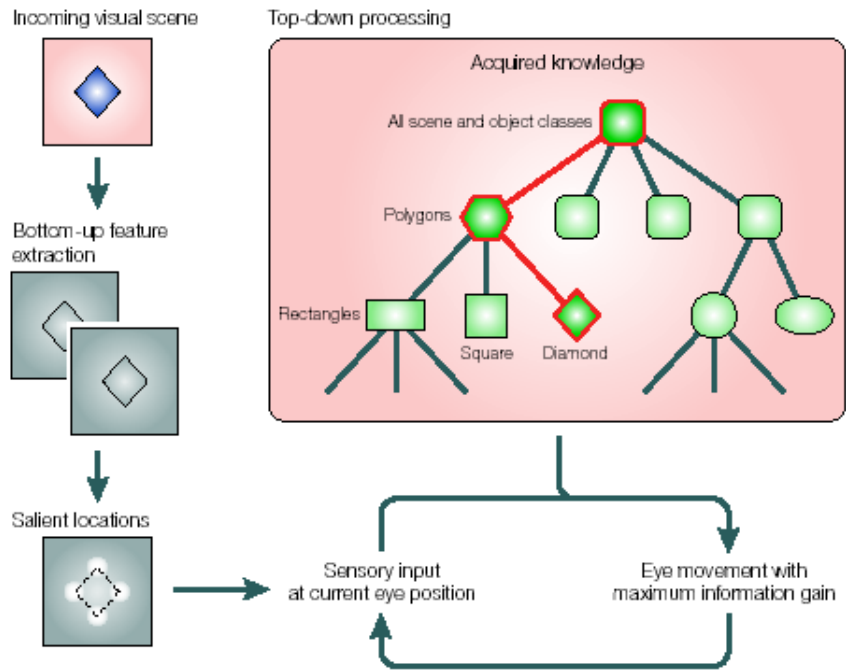 Incoming visual scene
Top-down processing
Acquired knowledge
All scene and object classes
Polygons
Bottom-up feature
extraction
Rectangles
Square
Diamond
Salient locations
Sensory input
at current eye position
Eye movement with
maximum information gain